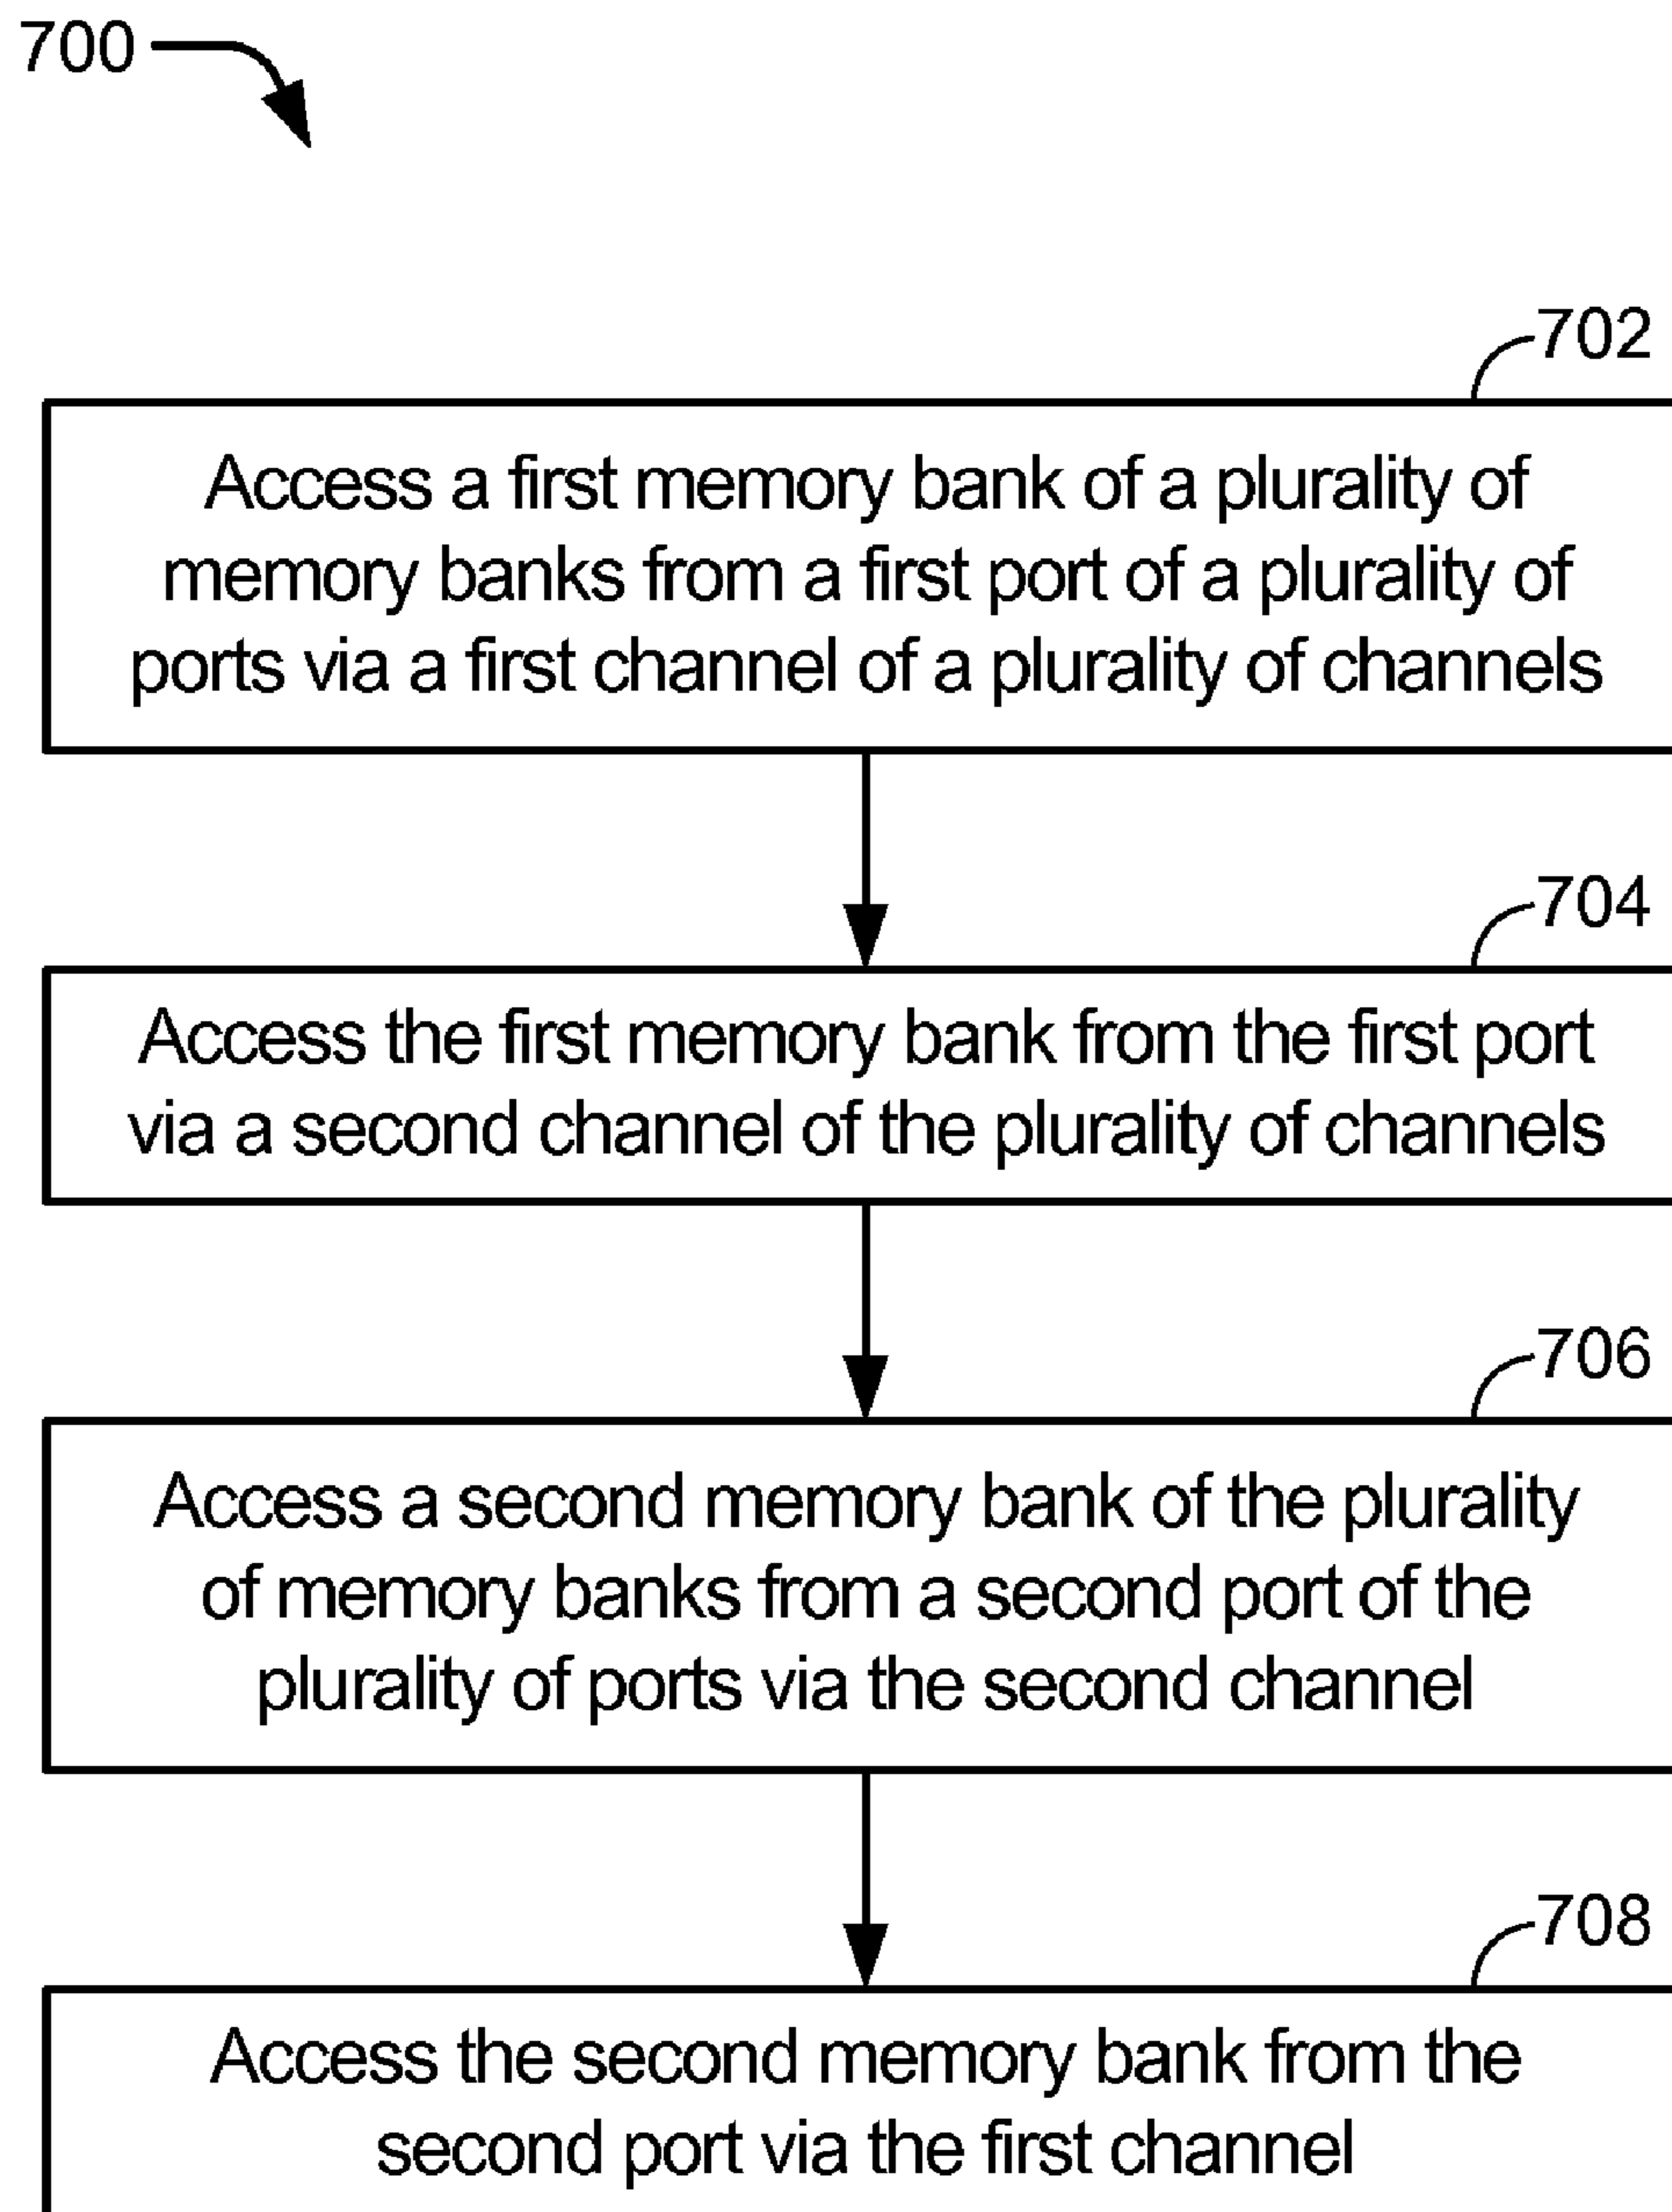 700
702
Access a first memory bank of a plurality of
memory banks from a first port of a plurality of
ports via a first channel of a plurality of channels
704
Access the first memory bank from the first port
via a second channel of the plurality of channels
706
Access a second memory bank of the plurality
of memory banks from a second port of the
plurality of ports via the second channel
708
Access the second memory bank from the
second port via the first channel